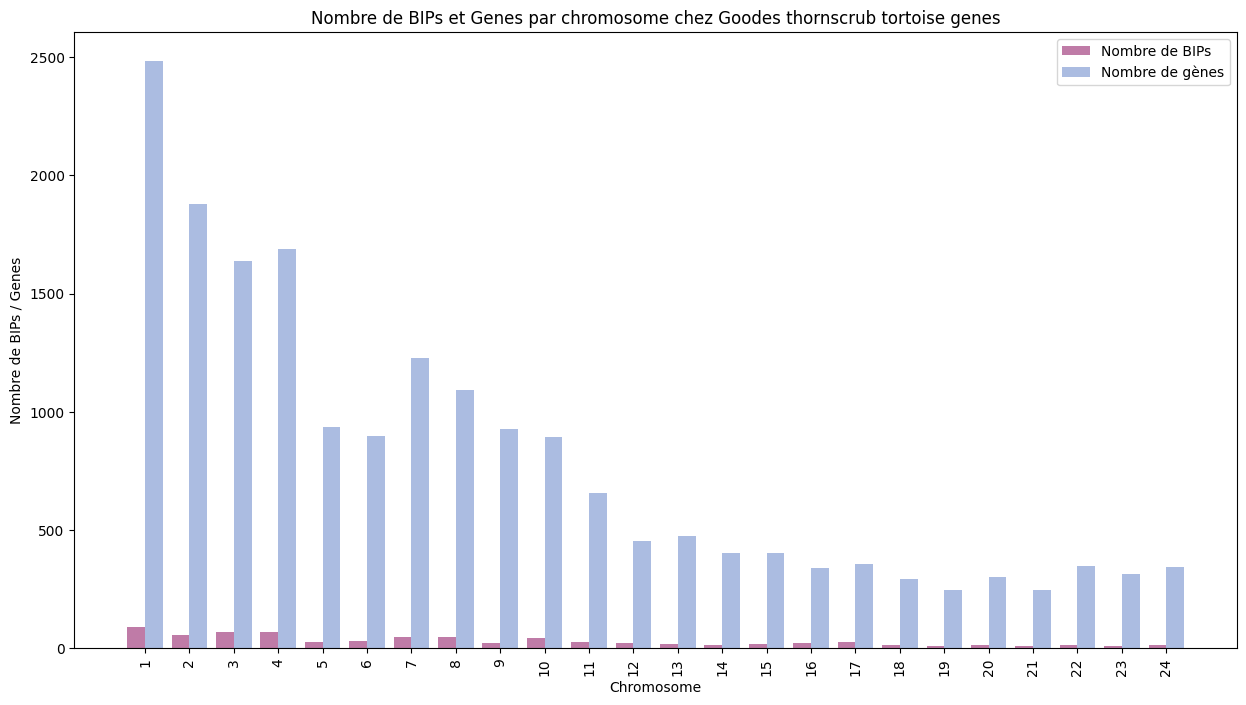 Nombre de BIPs et Genes par chromosome chez Goodes thornscrub tortoise genes
Nombre de BIPs
Nombre de gènes
Nombre de BIPs / Genes
2500
2000
1500
1000
500
0
1 2 3 4 5 6 7 8 9 10 11 12 13 14 15 16 17 18 19 20 21 22 23 24
Chromosome